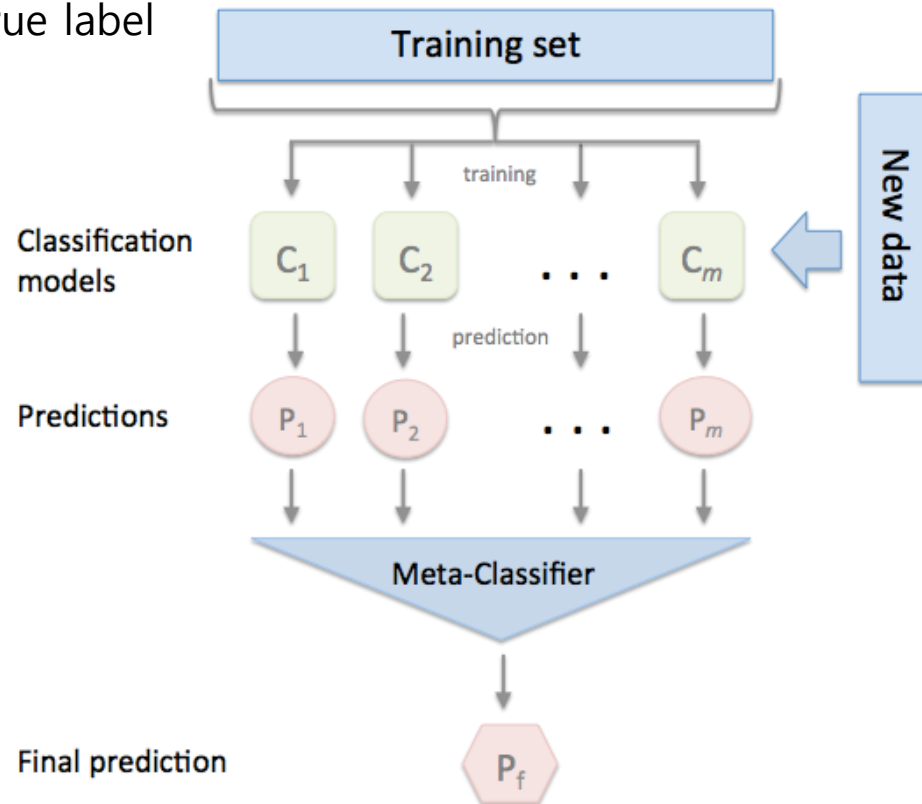 rue label
Training set
training
New data
Classification
models
C1 C2 . . . Cm
prediction
Predictions
P1 P2 . . . Pm
Meta-Classifier
Final prediction
Pf